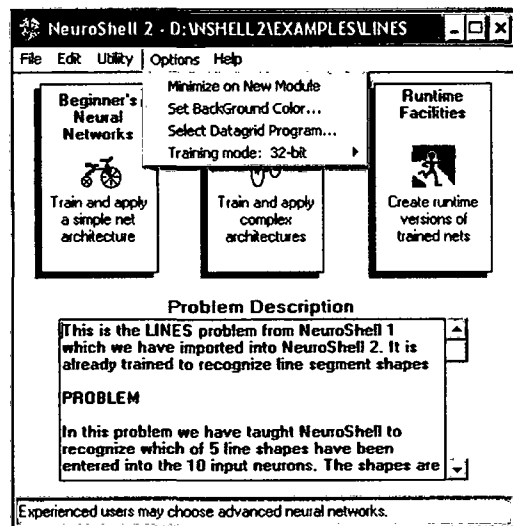 NeuroShell 2 - D:\NSHELL2\EXAMPLES\LINES
File Edit Utility Options Help
Minimize on New Module
Set BackGround Color...
Select Datagrid Program...
Training mode: 32-bit
Beginner's
Neural
Networks
Train and apply
a simple net
architecture
Train and apply
complex
architectures
Runtime
Facilities
Create runtime
versions of
trained nets
Problem Description
This is the LINES problem from NeuroShell 1
which we have imported into NeuroShell 2. It is
already trained to recognize line segment shapes
PROBLEM
In this problem we have taught NeuroShell to
recognize which of 5 line shapes have been
entered into the 10 input neurons. The shapes are
Experienced users may choose advanced neural networks.